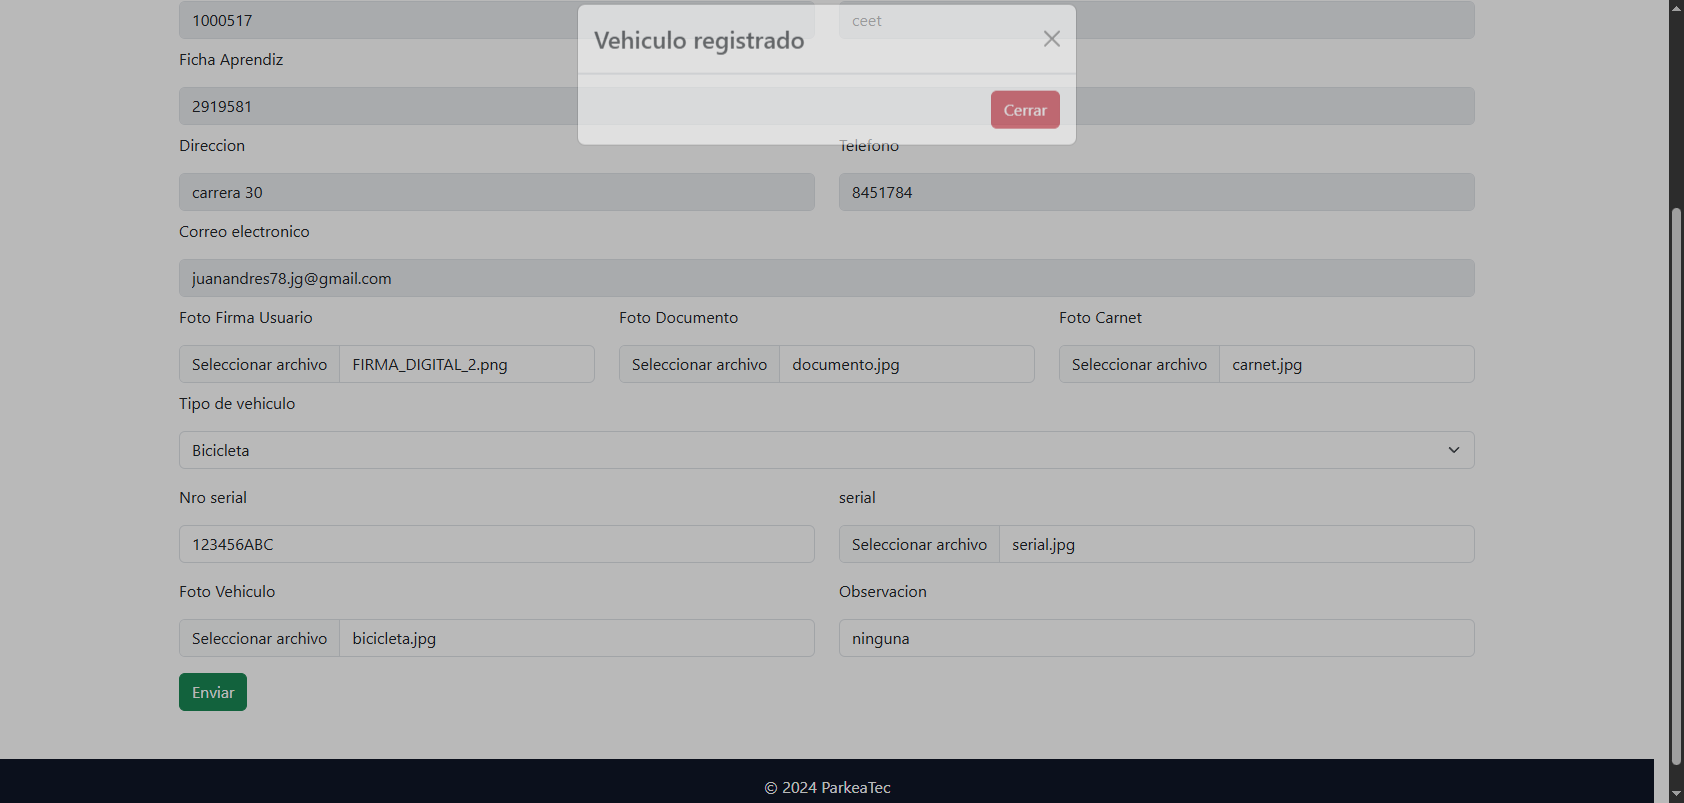 1000517
ceet
Vehiculo registrado
Ficha Aprendiz
2919581
Cerrar
Direccion
Telefono
carrera 30
8451784
Correo electronico
juanandres78.jg@gmail.com
Foto Firma Usuario
Foto Documento
Foto Carnet
Seleccionar archivo FIRMA_DIGITAL_2.png
Seleccionar archivo documento.jpg
Seleccionar archivo carnet.jpg
Tipo de vehiculo
Bicicleta
Nro serial
serial
123456ABC
Seleccionar archivo serial.jpg
Foto Vehiculo
Observacion
Seleccionar archivo bicicleta.jpg
ninguna
Enviar
© 2024 ParkeaTec